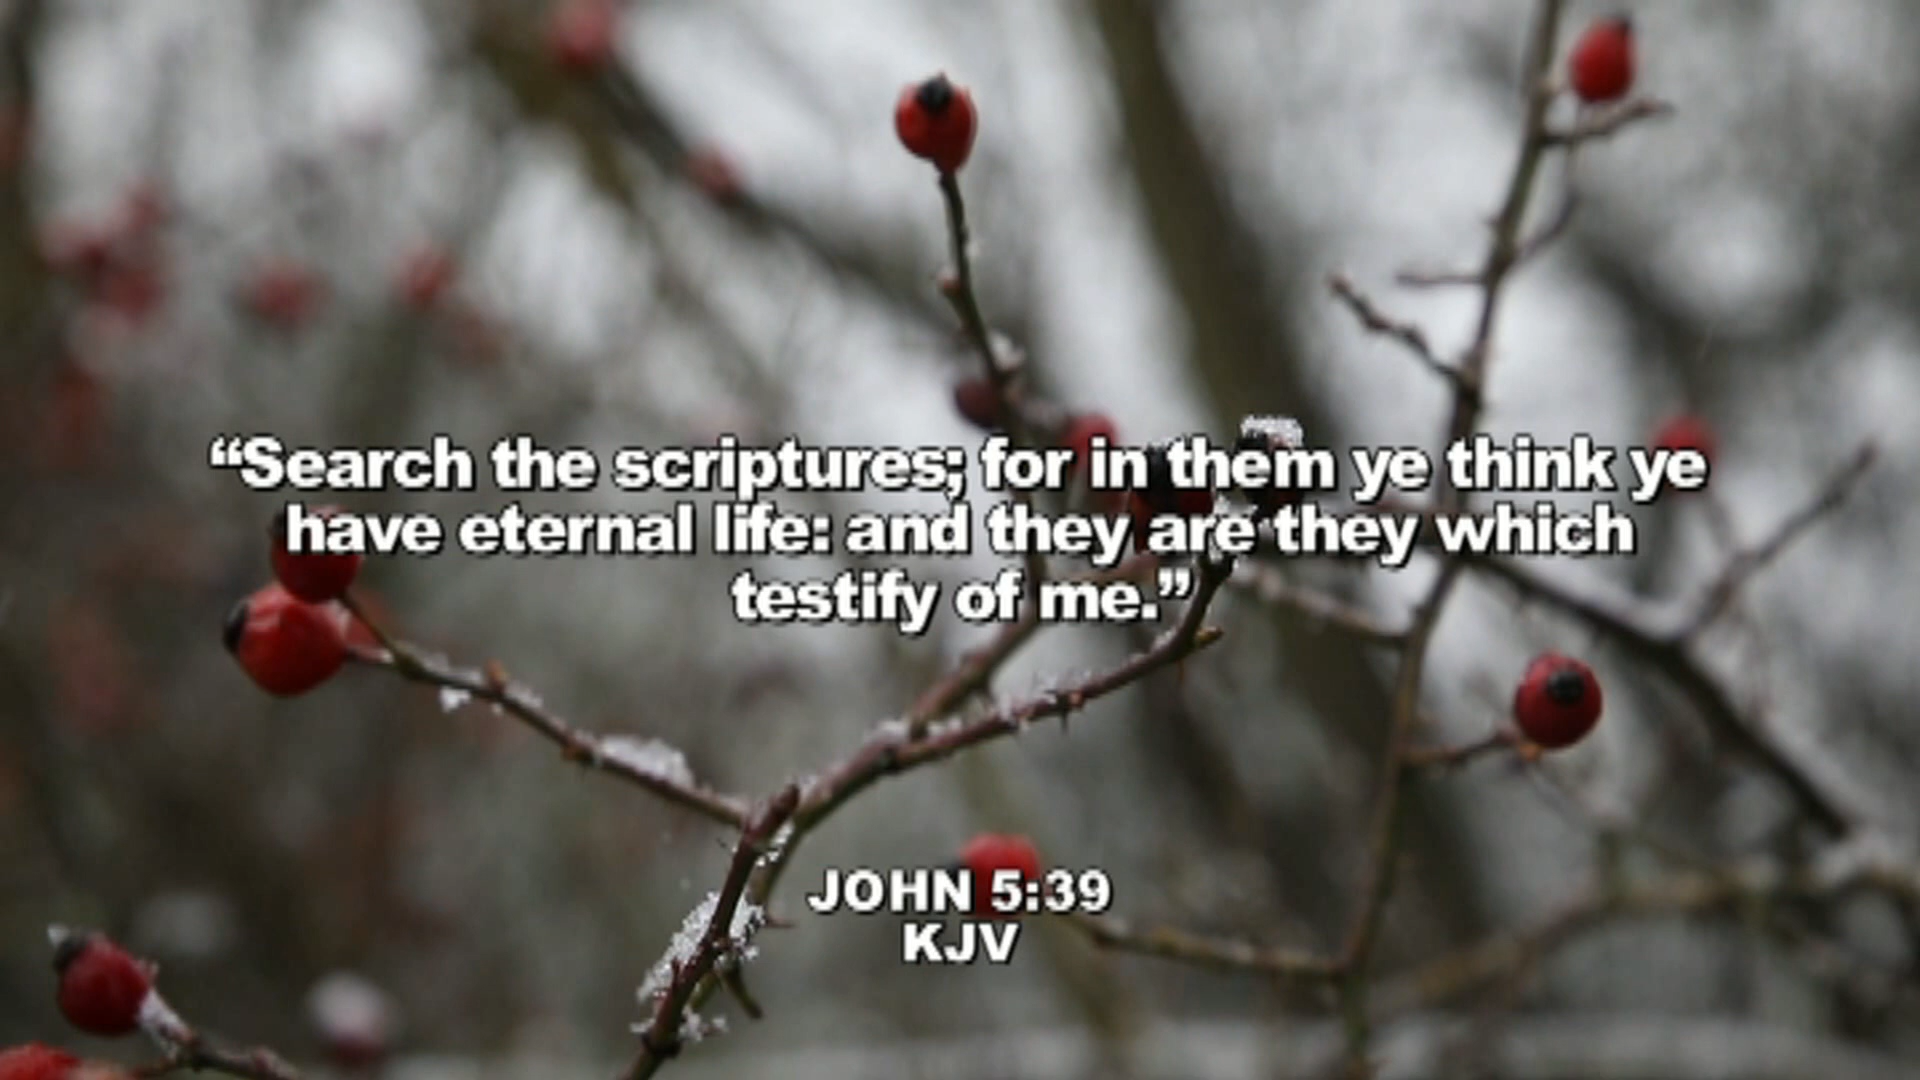 “Search the scriptures; for in them ye think ye
have eternal life: and they are they which
testify of me.”
JOHN 5:39
KJV